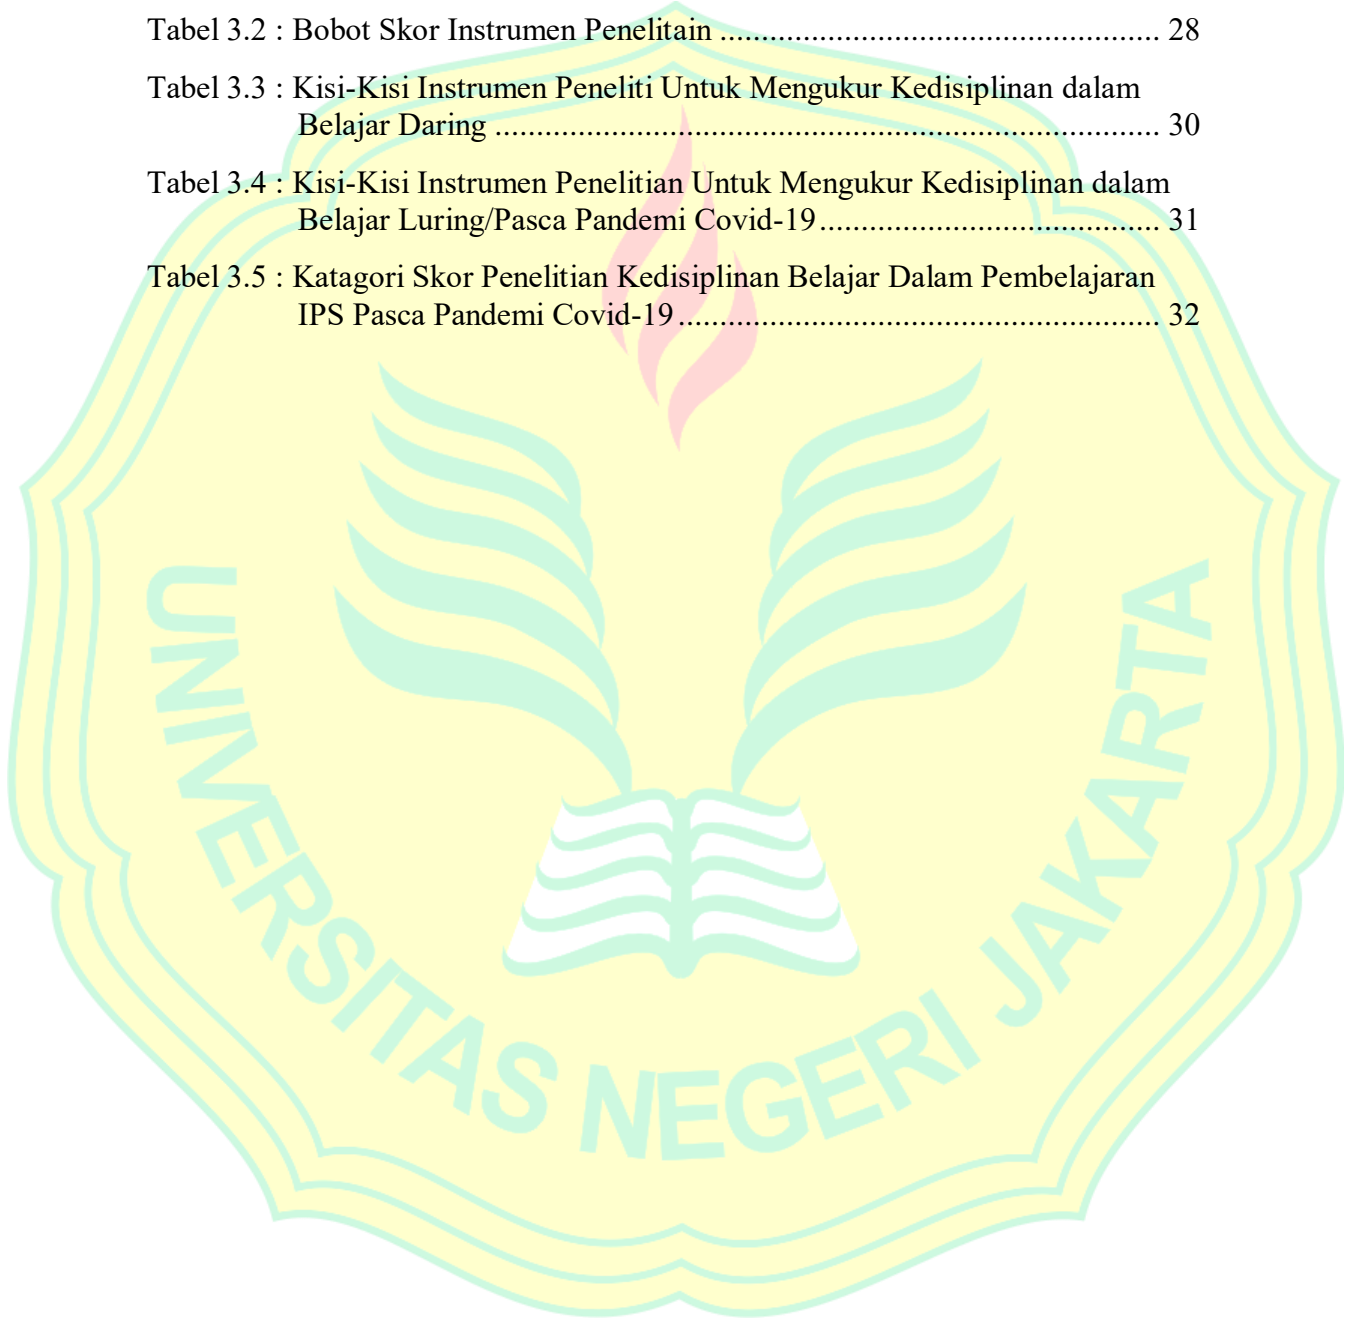 Tabel 3.2 : Bobot Skor Instrumen Penelitain ..................................................... 28
Tabel 3.3 : Kisi-Kisi Instrumen Peneliti Untuk Mengukur Kedisiplinan dalam
Belajar Daring ................................................................................ 30
Tabel 3.4 : Kisi-Kisi Instrumen Penelitian Untuk Mengukur Kedisiplinan dalam
Belajar Luring/Pasca Pandemi Covid-19 ......................................... 31
Tabel 3.5 : Katagori Skor Penelitian Kedisiplinan Belajar Dalam Pembelajaran
IPS Pasca Pandemi Covid-19 .......................................................... 32
UNIVERSITAS NEGERI JAKARTA